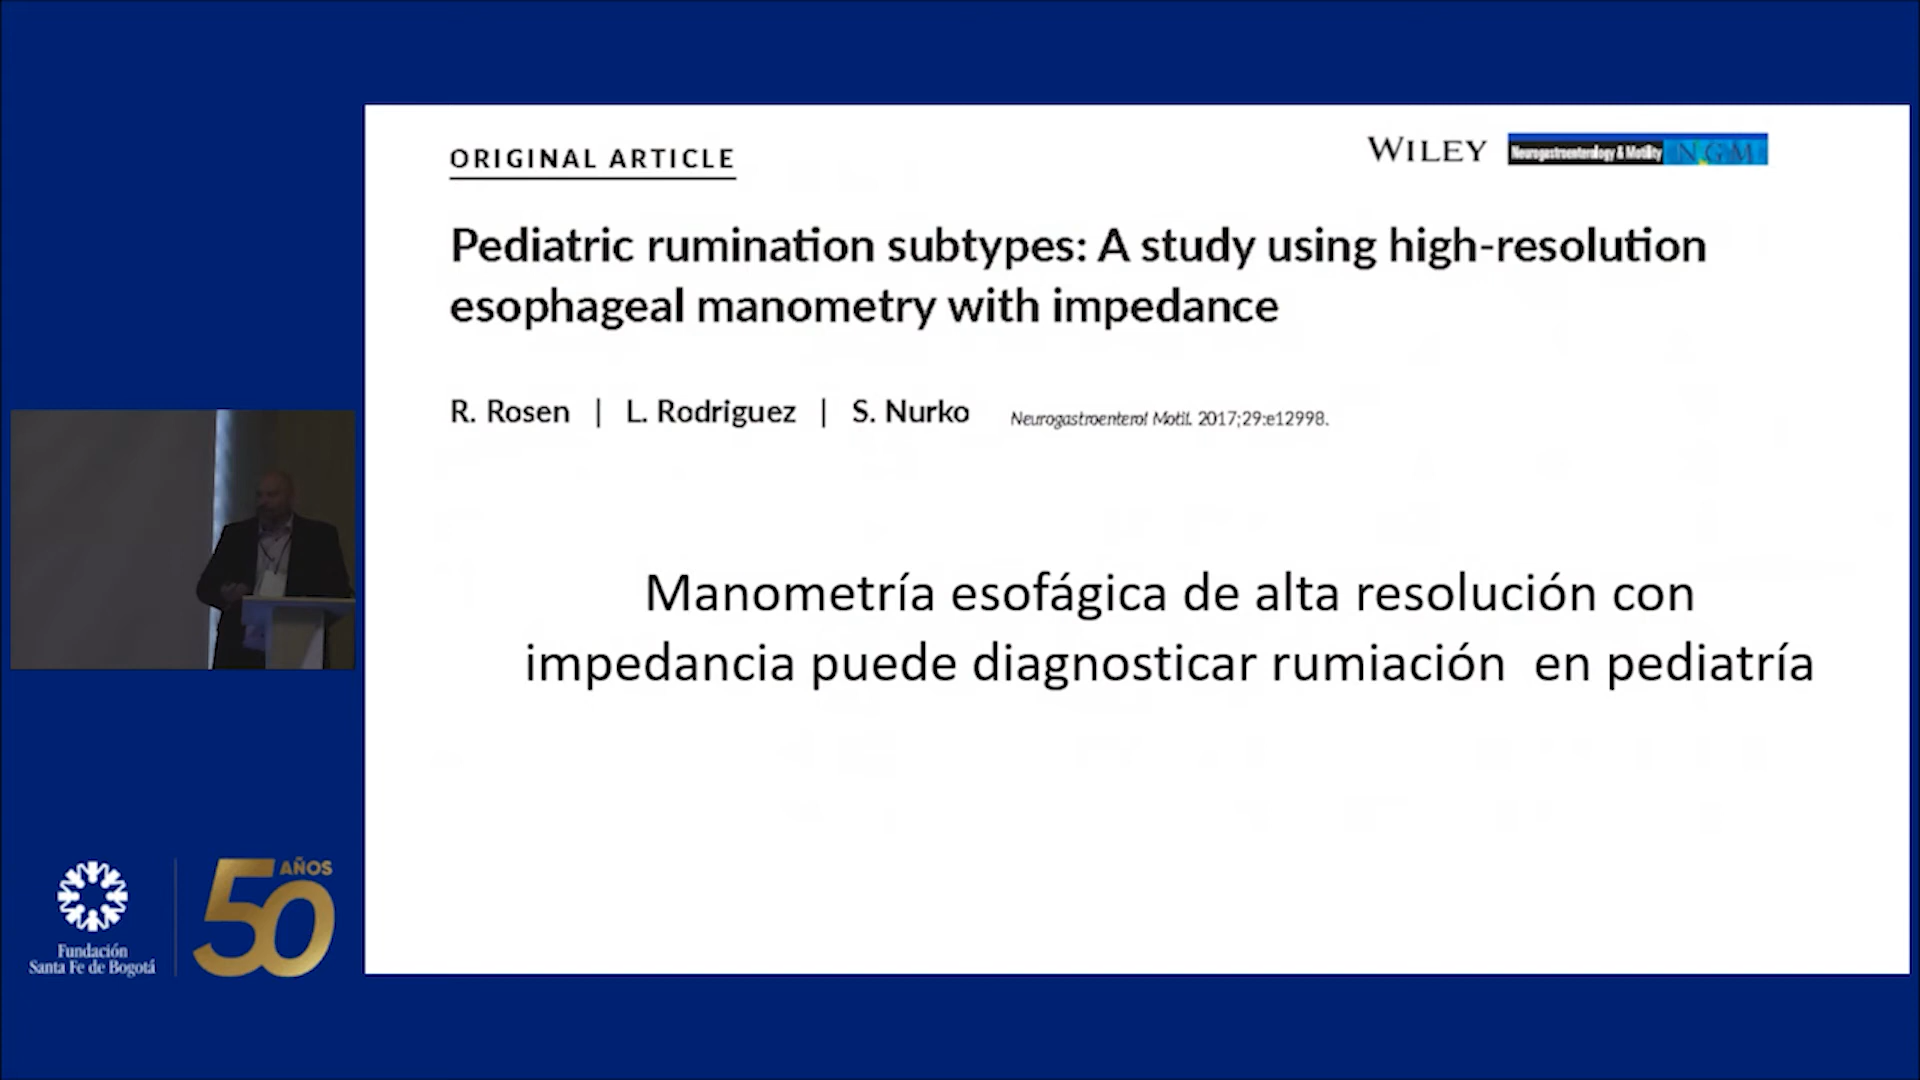 ORIGINAL ARTICLE
WILEY
Neurogastroenterology & Motility NGM
Pediatric rumination subtypes: A study using high-resolution
esophageal manometry with impedance
R. Rosen | L. Rodriguez | S. Nurko
Neurogastroenterol Motil. 2017;29:e12998.
Manometría esofágica de alta resolución con
impedancia puede diagnosticar rumiación en pediatría
50 AÑOS
Fundación
Santa Fe de Bogotá